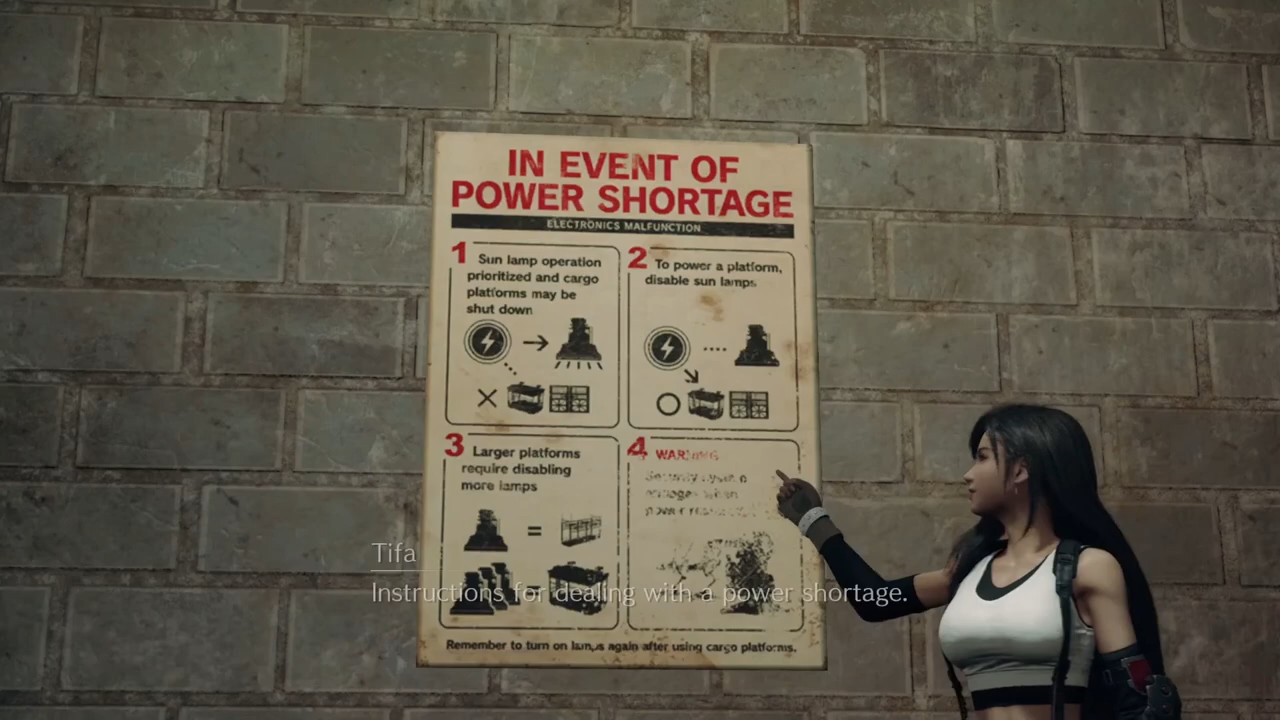 IN EVENT OF
POWER SHORTAGE
ELECTRONICS MALFUNCTION
1 Sun lamp operation
prioritized and cargo
platforms may be
shut down
2 To power a platform,
disable sun lamps.
3 Larger platforms
require disabling
more lamps
4 WARNING
Remember to turn on lamps again after using cargo platforms.
Tifa
Instructions for dealing with a power shortage.